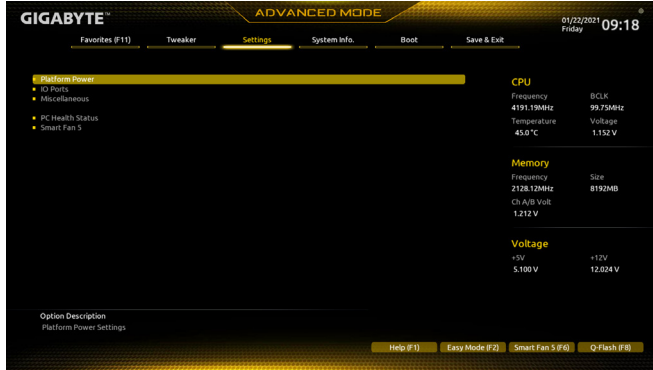 GIGABYTE™
ADVANCED MODE
01/22/2021 09:18
Friday
Favorites (F11) Tweaker Settings System Info. Boot Save & Exit
Platform Power
IO Ports
Miscellaneous
PC Health Status
Smart Fan 5
CPU
Frequency BCLK
4191.19MHz 99.75MHz
Temperature Voltage
45.0 °C 1.152 V
Memory
Frequency Size
2128.12MHz 8192MB
Ch A/B Volt
1.212 V
Voltage
+5V +12V
5.100 V 12.024 V
Option Description
Platform Power Settings
Help (F1) Easy Mode (F2) Smart Fan 5 (F6) Q-Flash (F8)